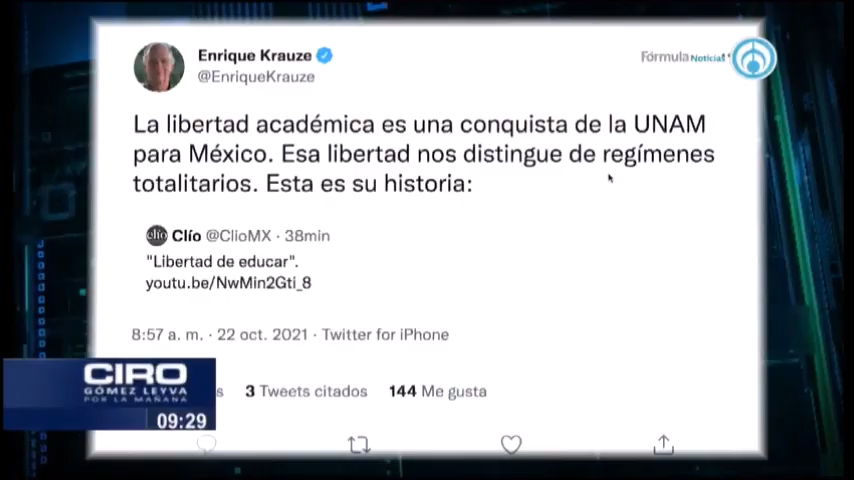 Enrique Krauze
@EnriqueKrauze
Fórmula Noticias
La libertad académica es una conquista de la UNAM
para México. Esa libertad nos distingue de regímenes
totalitarios. Esta es su historia:
clío Clío @ClioMX · 38min
"Libertad de educar".
youtu.be/NwMin2Gti_8
8:57 a. m. · 22 oct. 2021 · Twitter for iPhone
s 3 Tweets citados 144 Me gusta
CIRO
GÓMEZ LEYVA
POR LA MAÑANA
09:29